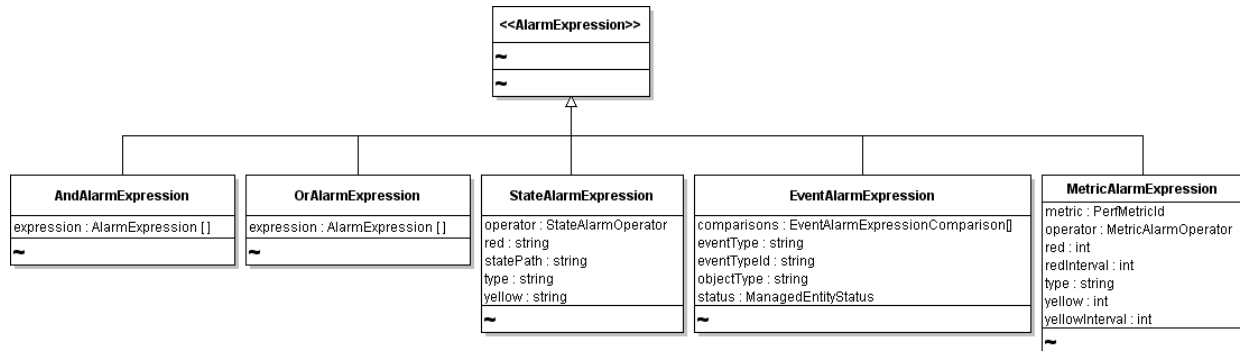 <<AlarmExpression>>
~
~
AndAlarmExpression
expression : AlarmExpression [ ]
~
OrAlarmExpression
expression : AlarmExpression [ ]
~
StateAlarmExpression
operator : StateAlarmOperator
red : string
statePath : string
type : string
yellow : string
~
EventAlarmExpression
comparisons : EventAlarmExpressionComparison[]
eventType : string
eventTypeId : string
objectType : string
status : ManagedEntityStatus
~
MetricAlarmExpression
metric : PerfMetricId
operator : MetricAlarmOperator
red : int
redInterval : int
type : string
yellow : int
yellowInterval : int
~